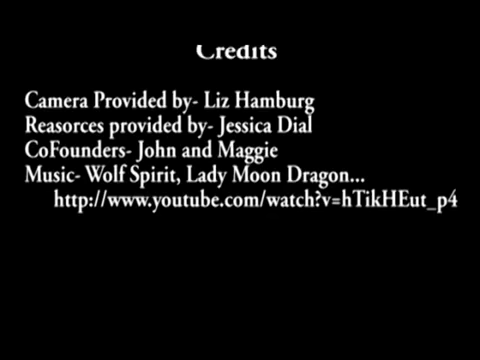 Credits
Camera Provided by- Liz Hamburg
Reasorces provided by- Jessica Dial
CoFounders- John and Maggie
Music- Wolf Spirit, Lady Moon Dragon...
http://www.youtube.com/watch?v=hTikHEut_p4